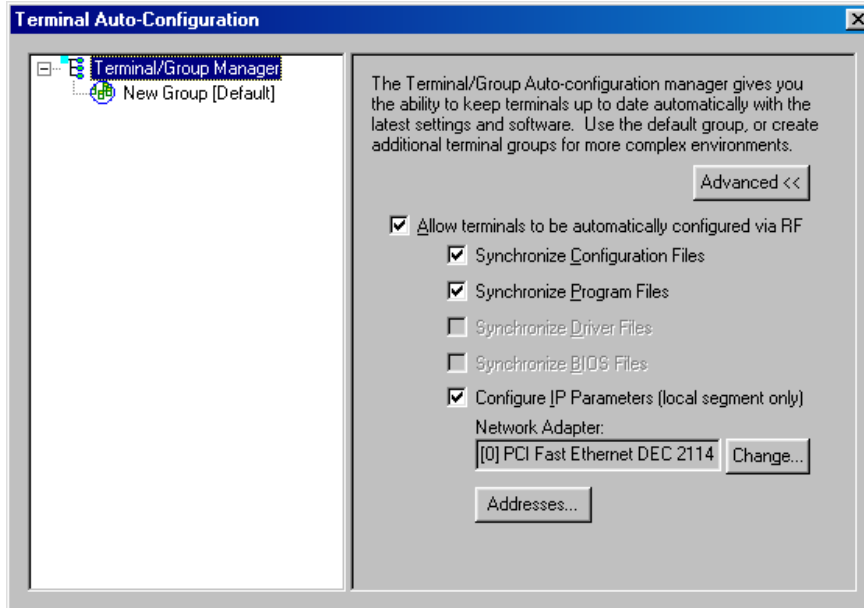 Terminal Auto-Configuration
Terminal/Group Manager
New Group [Default]
The Terminal/Group Auto-configuration manager gives you
the ability to keep terminals up to date automatically with the
latest settings and software. Use the default group, or create
additional terminal groups for more complex environments.
Advanced <<
Allow terminals to be automatically configured via RF
Synchronize Configuration Files
Synchronize Program Files
Synchronize Driver Files
Synchronize BIOS Files
Configure IP Parameters (local segment only)
Network Adapter:
[0] PCI Fast Ethernet DEC 2114
Change...
Addresses...